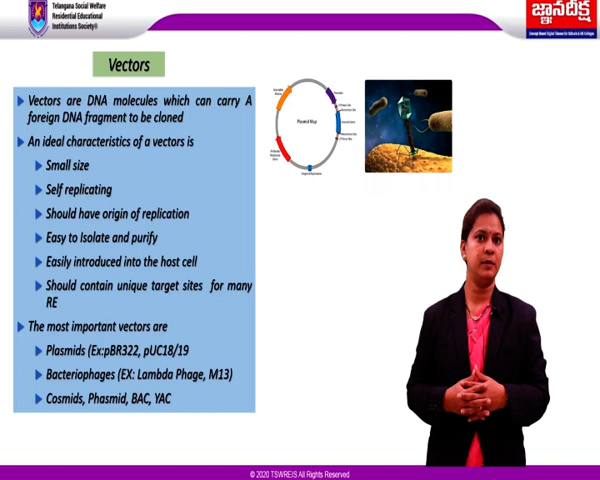 Telangana Social Welfare
Residential Educational
Institutions Society®
జ్ఞానదీక్ష
Vectors
Vectors are DNA molecules which can carry A
foreign DNA fragment to be cloned
An ideal characteristics of a vectors is
Small size
Self replicating
Should have origin of replication
Easy to Isolate and purify
Easily introduced into the host cell
Should contain unique target sites for many
RE
The most important vectors are
Plasmids (Ex:pBR322, pUC18/19
Bacteriophages (EX: Lambda Phage, M13)
Cosmids, Phasmid, BAC, YAC
Plasmid Map
© 2020 TSWREIS All Rights Reserved